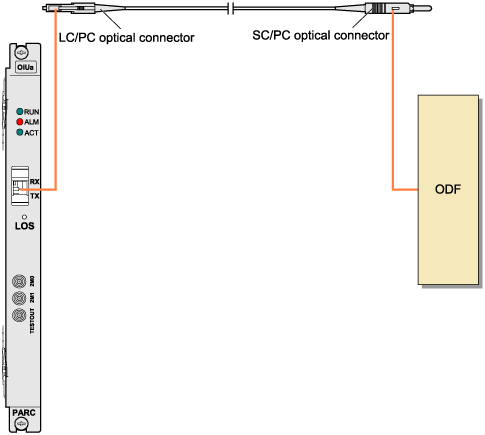 LC/PC optical connector
SC/PC optical connector
OIUa
RUN
ALM
ACT
RX
TX
LOS
2M0
2M1
TESTOUT
PARC
ODF